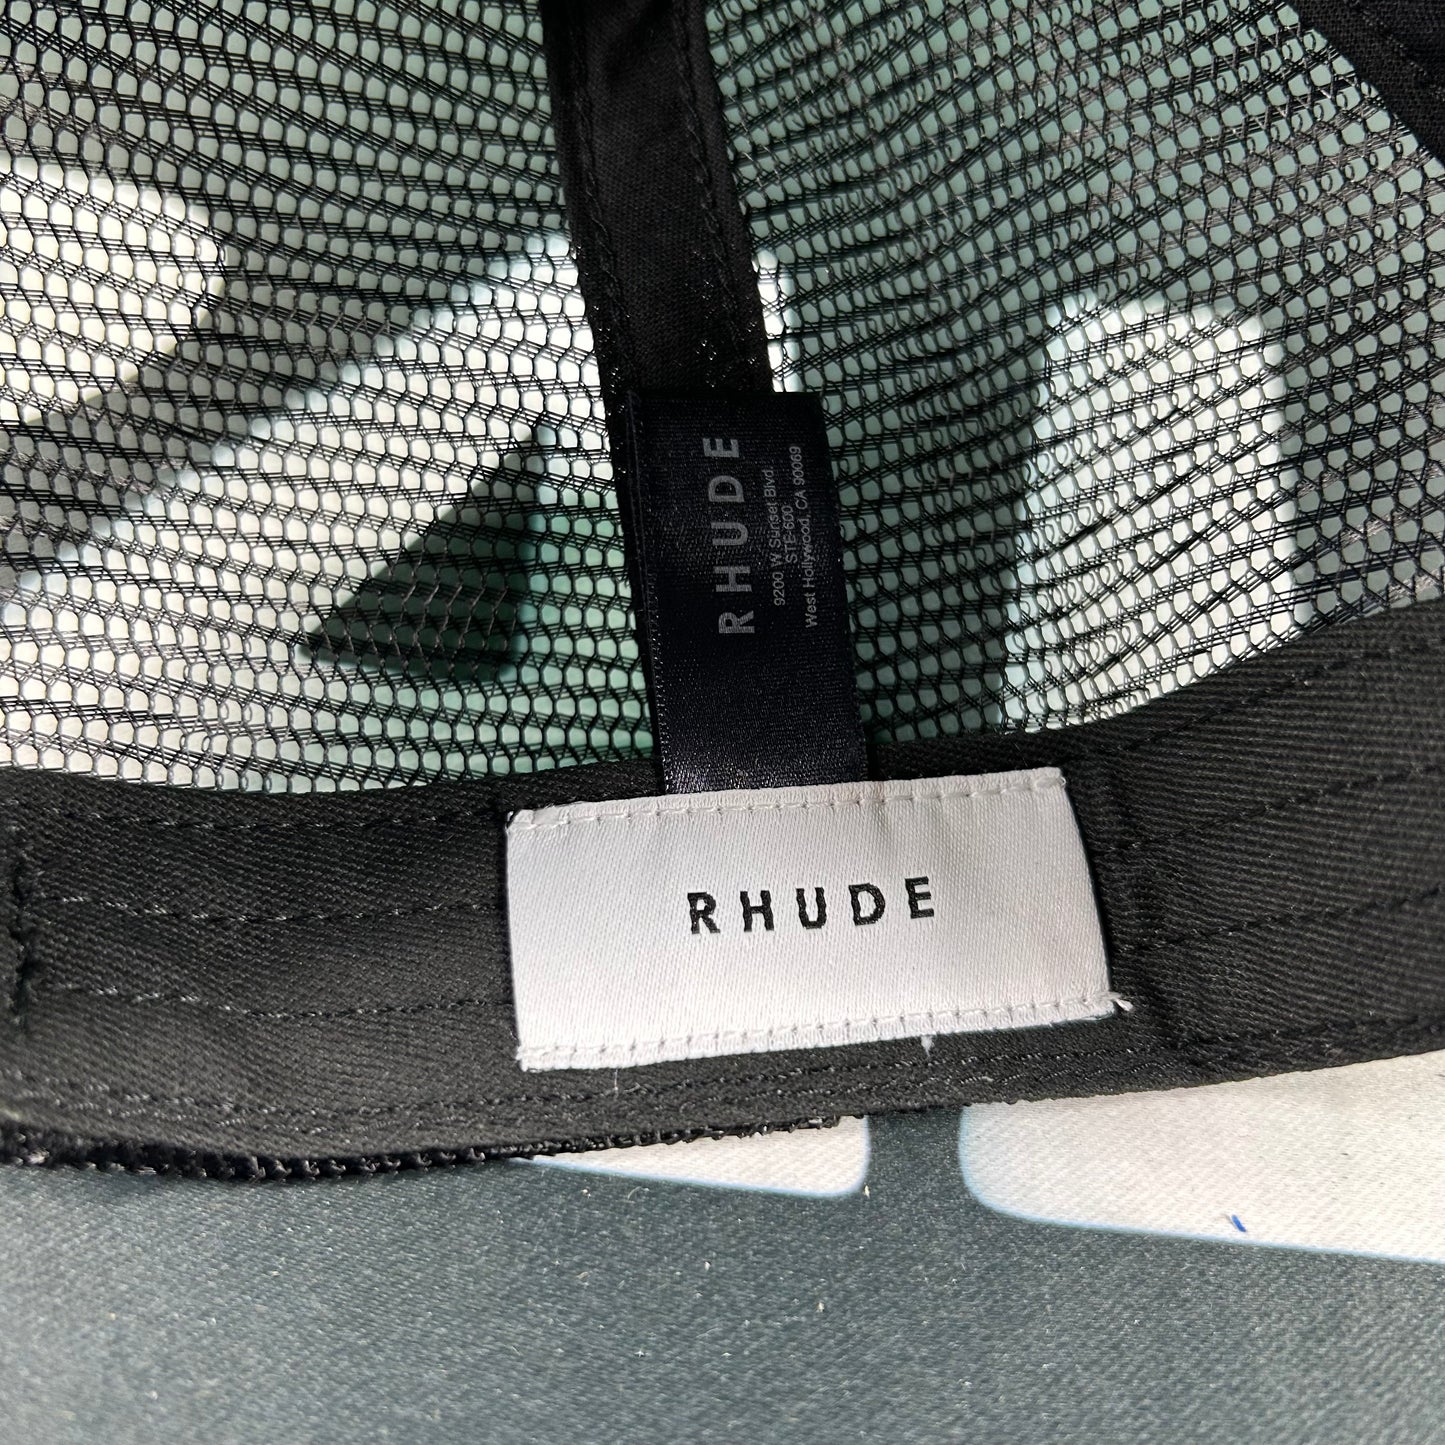 RHUDE
9200 W Sunset Blvd.
STE-600
West Hollywood, CA 90069
RHUDE